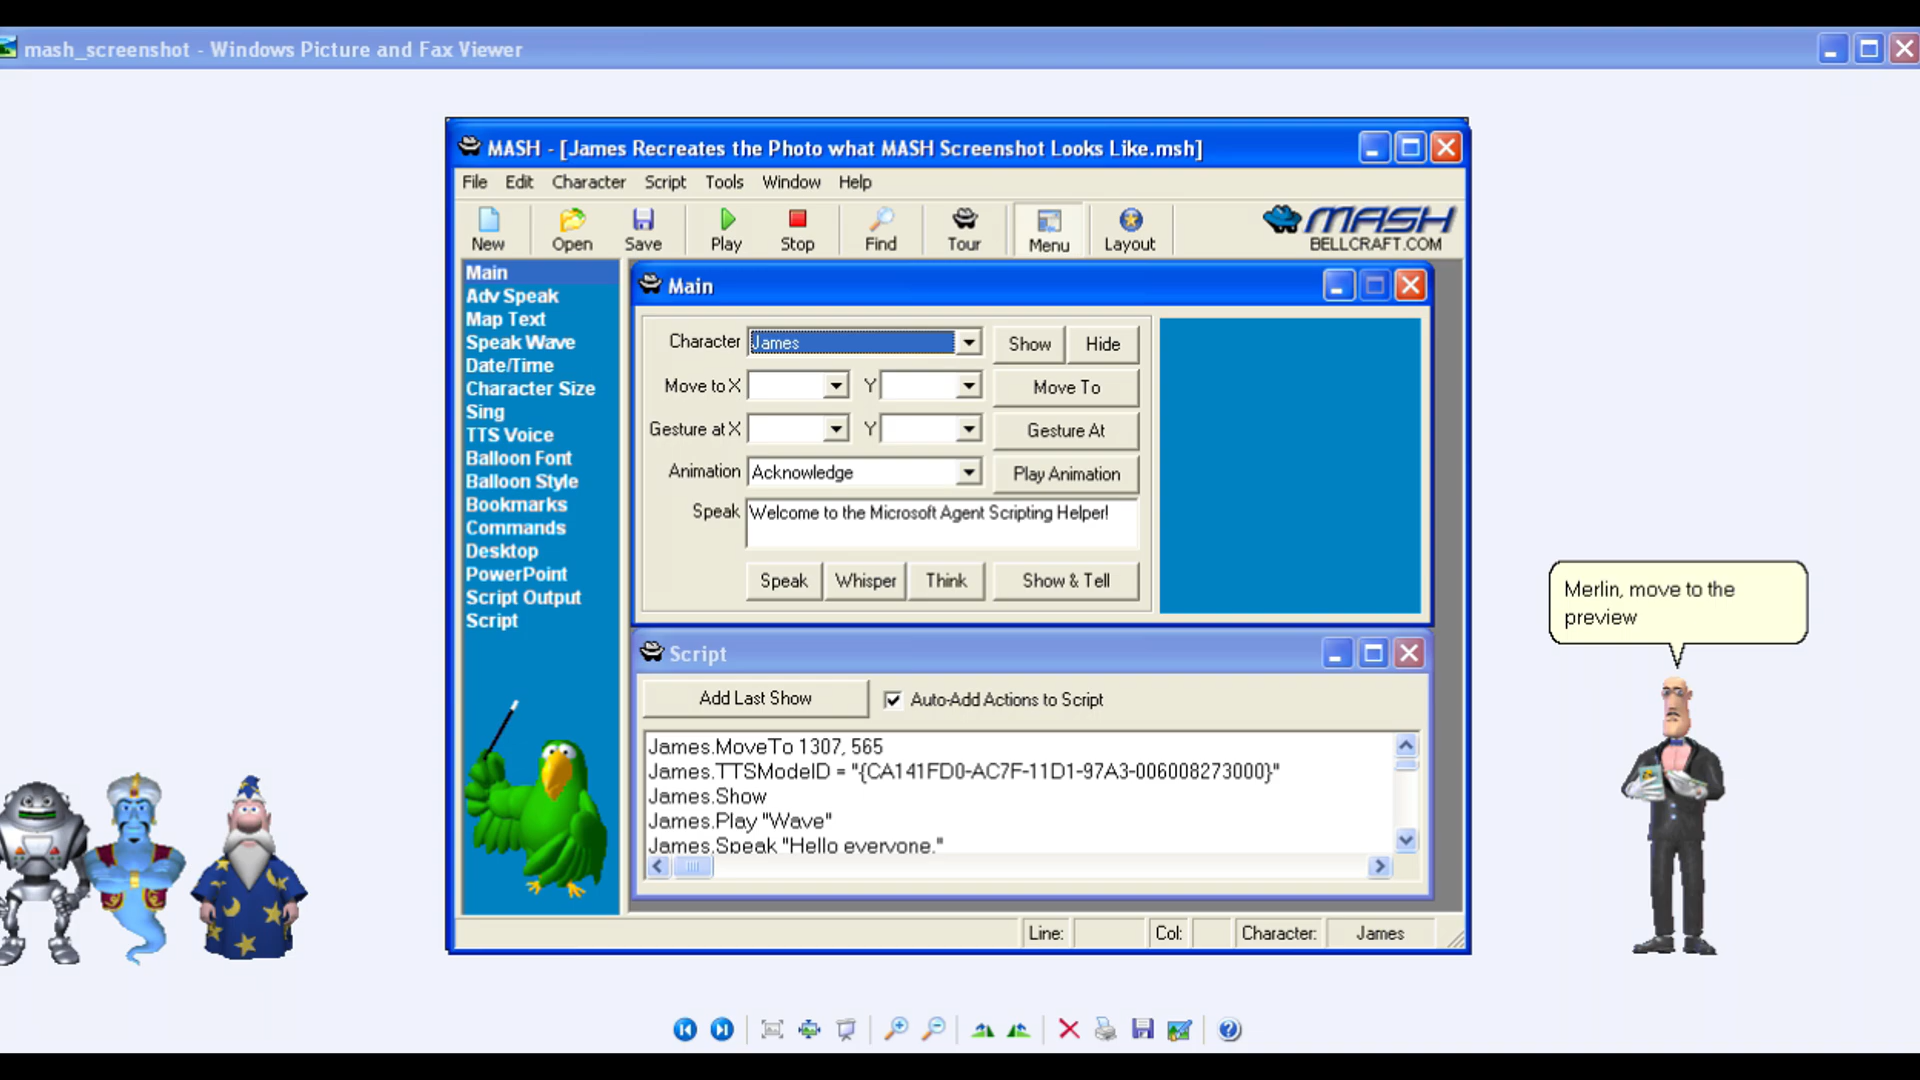 mash_screenshot - Windows Picture and Fax Viewer
MASH - [James Recreates the Photo what MASH Screenshot Looks Like.msh]
File Edit Character Script Tools Window Help
New Open Save Play Stop Find Tour Menu Layout
MASH
BELLCRAFT.COM
Main
Adv Speak
Map Text
Speak Wave
Date/Time
Character Size
Sing
TTS Voice
Balloon Font
Balloon Style
Bookmarks
Commands
Desktop
PowerPoint
Script Output
Script
Main
Character James Show Hide
Move to X Y Move To
Gesture at X Y Gesture At
Animation Acknowledge Play Animation
Speak Welcome to the Microsoft Agent Scripting Helper!
Speak Whisper Think Show & Tell
Script
Add Last Show Auto-Add Actions to Script
James.MoveTo 1307, 565
James.TTSModeID = "{CA141FD0-AC7F-11D1-97A3-006008273000}"
James.Show
James.Play "Wave"
James.Speak "Hello everyone."
Line: Col: Character: James
Merlin, move to the
preview